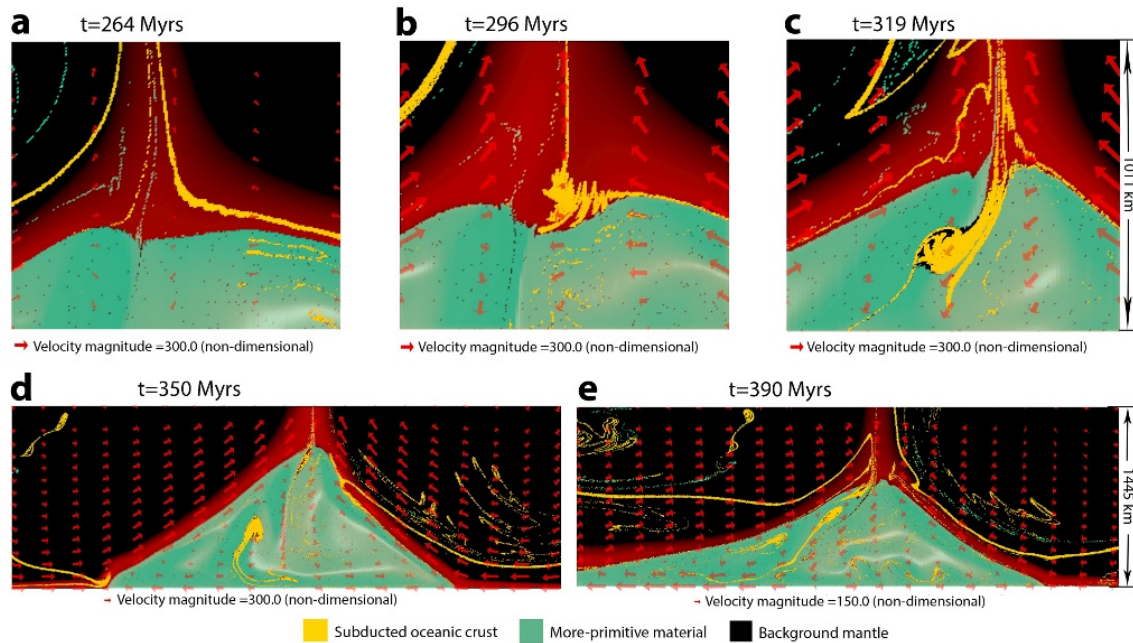 a t=264 Myrs
b t=296 Myrs
c t=319 Myrs
1011 km
Velocity magnitude =300.0 (non-dimensional)
Velocity magnitude =300.0 (non-dimensional)
Velocity magnitude =300.0 (non-dimensional)
d t=350 Myrs
e t=390 Myrs
1445 km
Velocity magnitude =300.0 (non-dimensional)
Velocity magnitude =150.0 (non-dimensional)
Subducted oceanic crust
More-primitive material
Background mantle